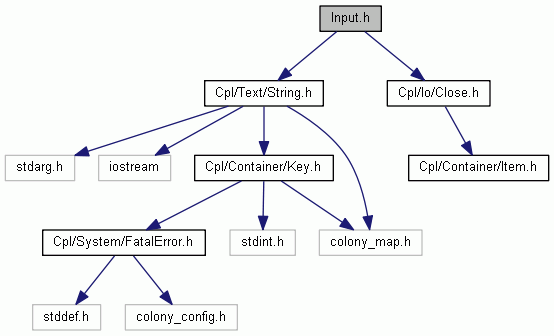 Input.h
Cpl/Text/String.h
Cpl/Io/Close.h
stdarg.h
iostream
Cpl/Container/Key.h
Cpl/Container/Item.h
Cpl/System/FatalError.h
stdint.h
colony_map.h
stddef.h
colony_config.h